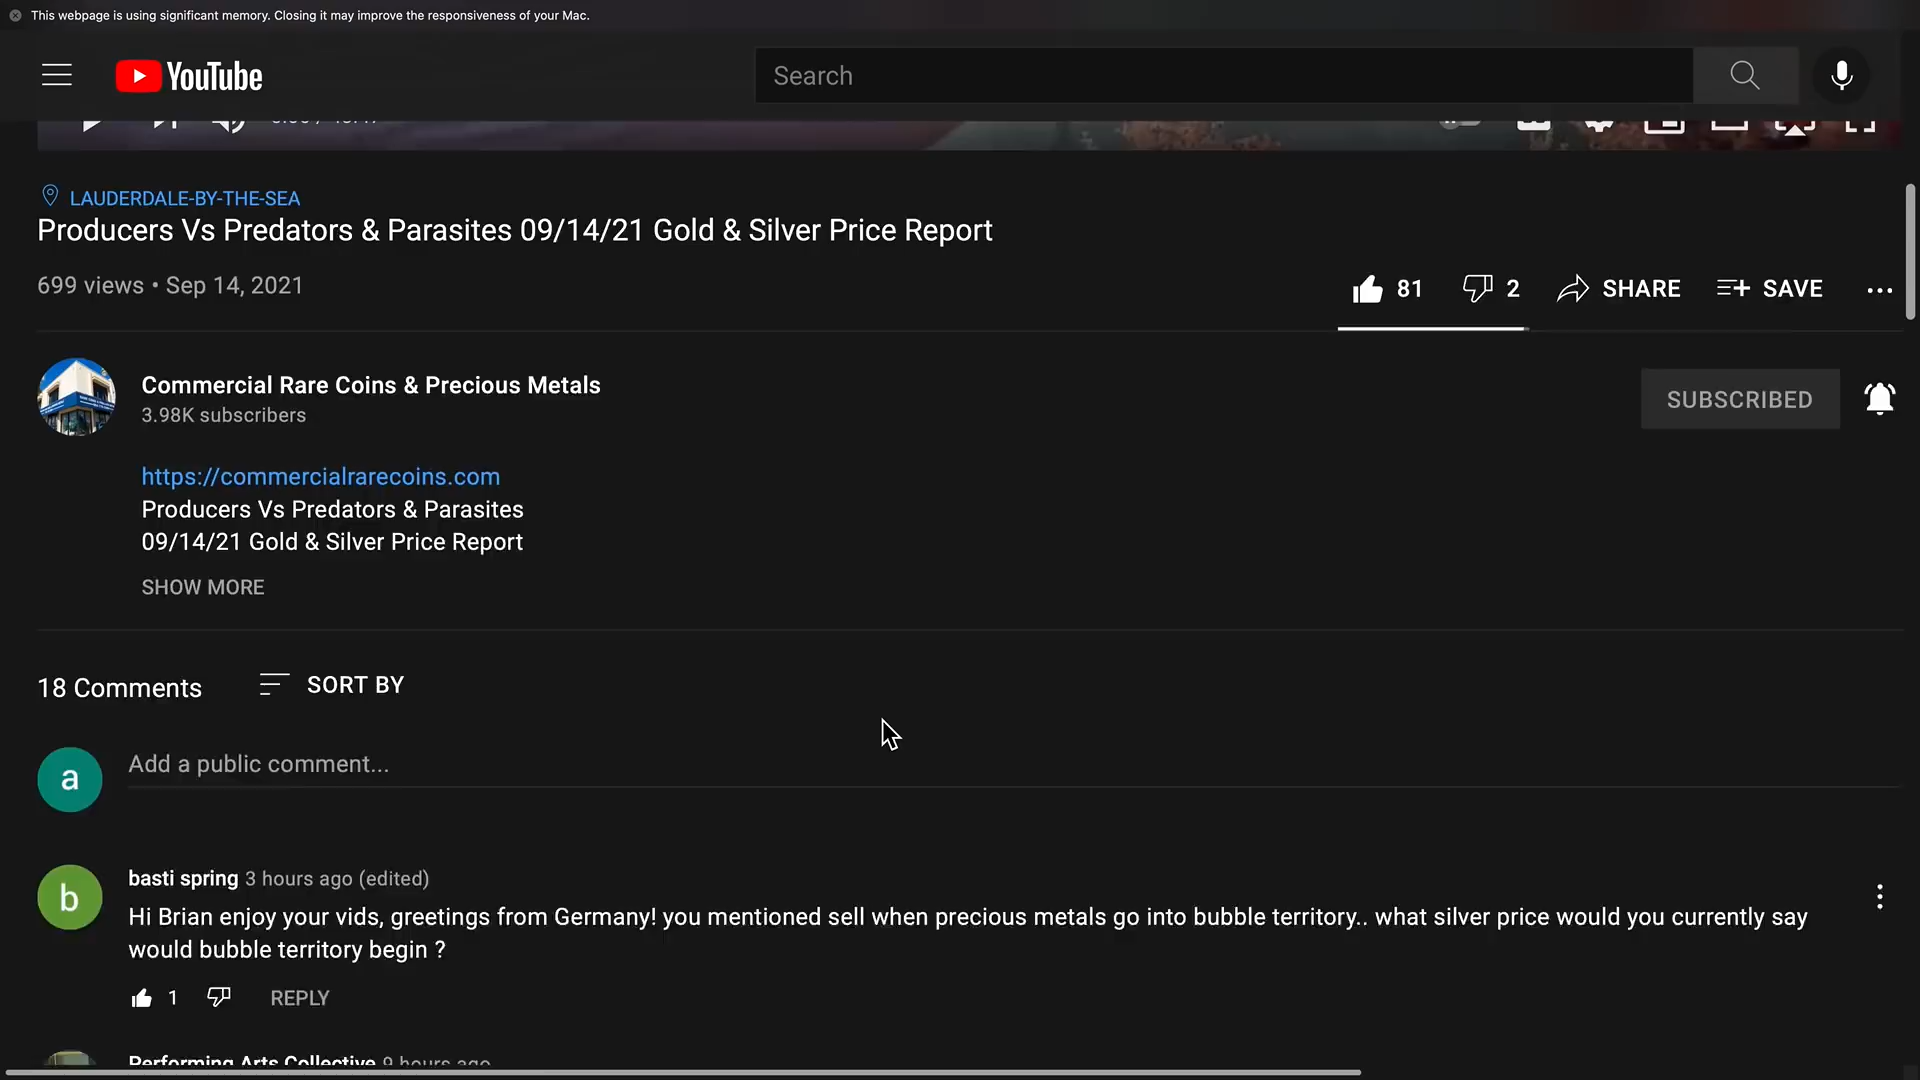 This webpage is using significant memory. Closing it may improve the responsiveness of your Mac.
YouTube
Search
LAUDERDALE-BY-THE-SEA
Producers Vs Predators & Parasites 09/14/21 Gold & Silver Price Report
699 views • Sep 14, 2021
81
2
SHARE
SAVE
Commercial Rare Coins & Precious Metals
3.98K subscribers
SUBSCRIBED
https://commercialrarecoins.com
Producers Vs Predators & Parasites
09/14/21 Gold & Silver Price Report
SHOW MORE
18 Comments
SORT BY
a
Add a public comment...
b
basti spring 3 hours ago (edited)
Hi Brian enjoy your vids, greetings from Germany! you mentioned sell when precious metals go into bubble territory.. what silver price would you currently say
would bubble territory begin ?
1
REPLY
Performing Arts Collective 9 hours ago